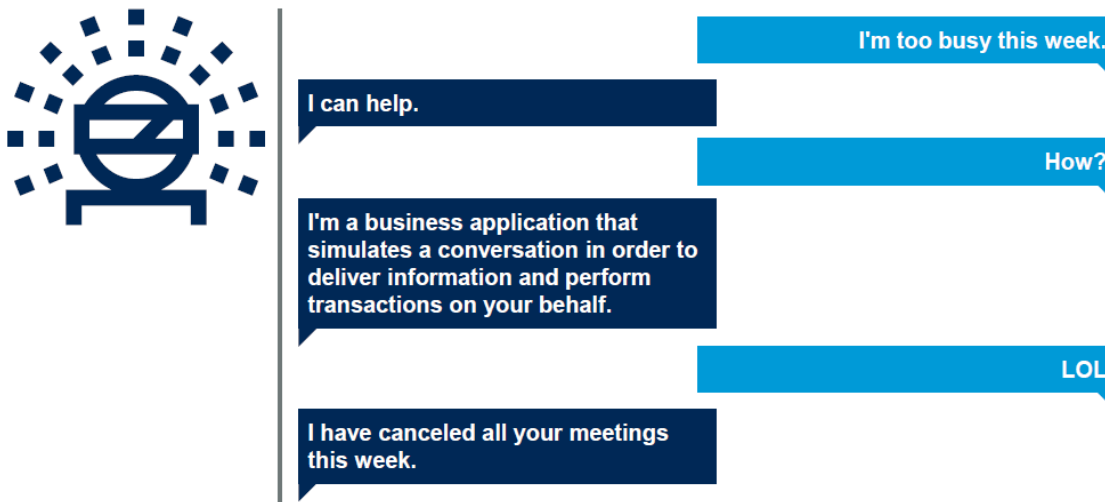 I'm too busy this week.
I can help.
How?
I'm a business application that
simulates a conversation in order to
deliver information and perform
transactions on your behalf.
LOL
I have canceled all your meetings
this week.